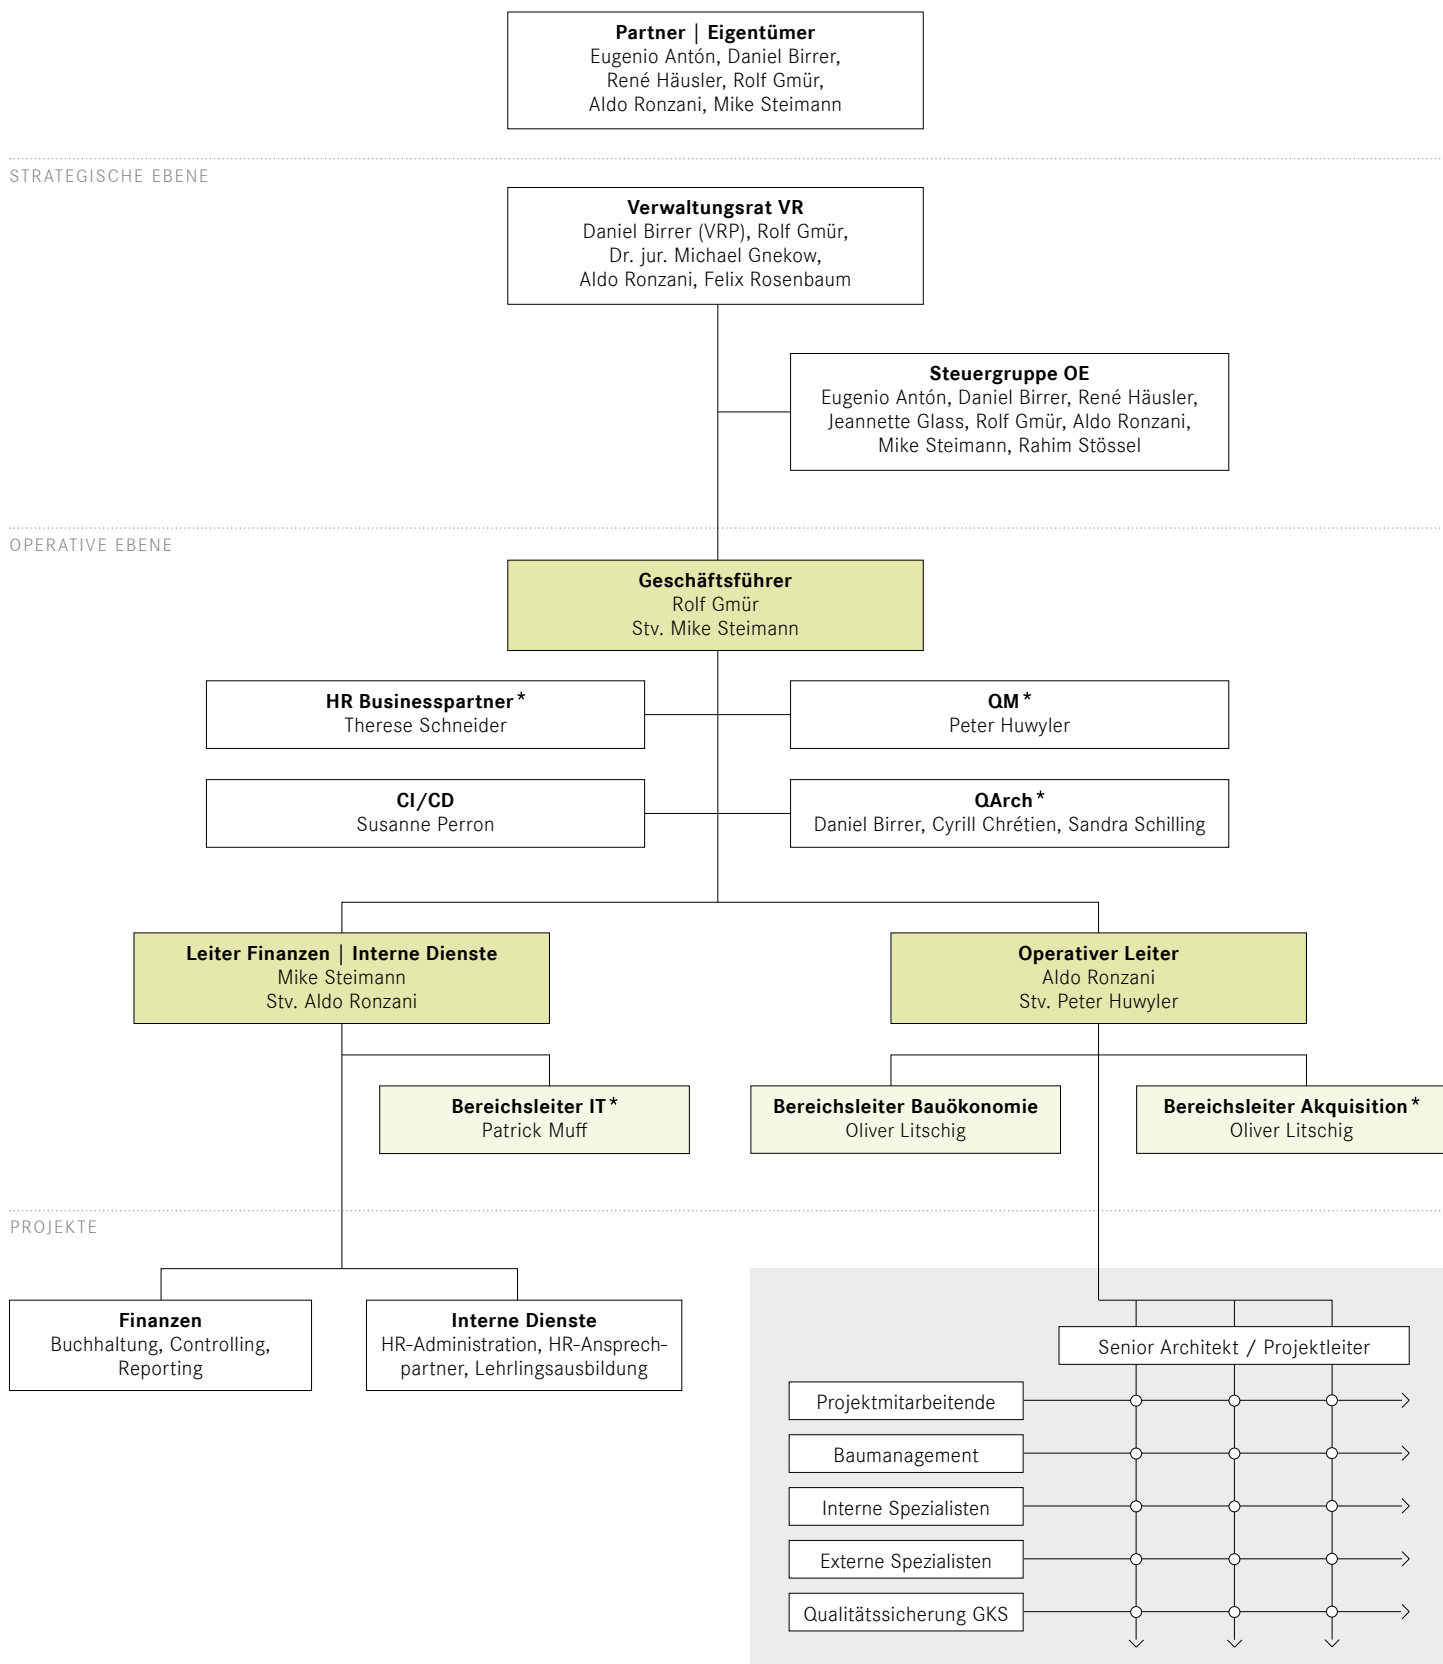 Partner | Eigentümer
Eugenio Antón, Daniel Birrer,
René Häusler, Rolf Gmür,
Aldo Ronzani, Mike Steimann
STRATEGISCHE EBENE
Verwaltungsrat VR
Daniel Birrer (VRP), Rolf Gmür,
Dr. jur. Michael Gnekow,
Aldo Ronzani, Felix Rosenbaum
Steuergruppe OE
Eugenio Antón, Daniel Birrer, René Häusler,
Jeannette Glass, Rolf Gmür, Aldo Ronzani,
Mike Steimann, Rahim Stössel
OPERATIVE EBENE
Geschäftsführer
Rolf Gmür
Stv. Mike Steimann
HR Businesspartner*
Therese Schneider
QM*
Peter Huwyler
CI/CD
Susanne Perron
QArch*
Daniel Birrer, Cyrill Chrétien, Sandra Schilling
Leiter Finanzen | Interne Dienste
Mike Steimann
Stv. Aldo Ronzani
Operativer Leiter
Aldo Ronzani
Stv. Peter Huwyler
Bereichsleiter IT*
Patrick Muff
Bereichsleiter Bauökonomie
Oliver Litschig
Bereichsleiter Akquisition*
Oliver Litschig
PROJEKTE
Finanzen
Buchhaltung, Controlling,
Reporting
Interne Dienste
HR-Administration, HR-Ansprech-
partner, Lehrlingsausbildung
Senior Architekt / Projektleiter
Projektmitarbeitende
Baumanagement
Interne Spezialisten
Externe Spezialisten
Qualitätssicherung GKS